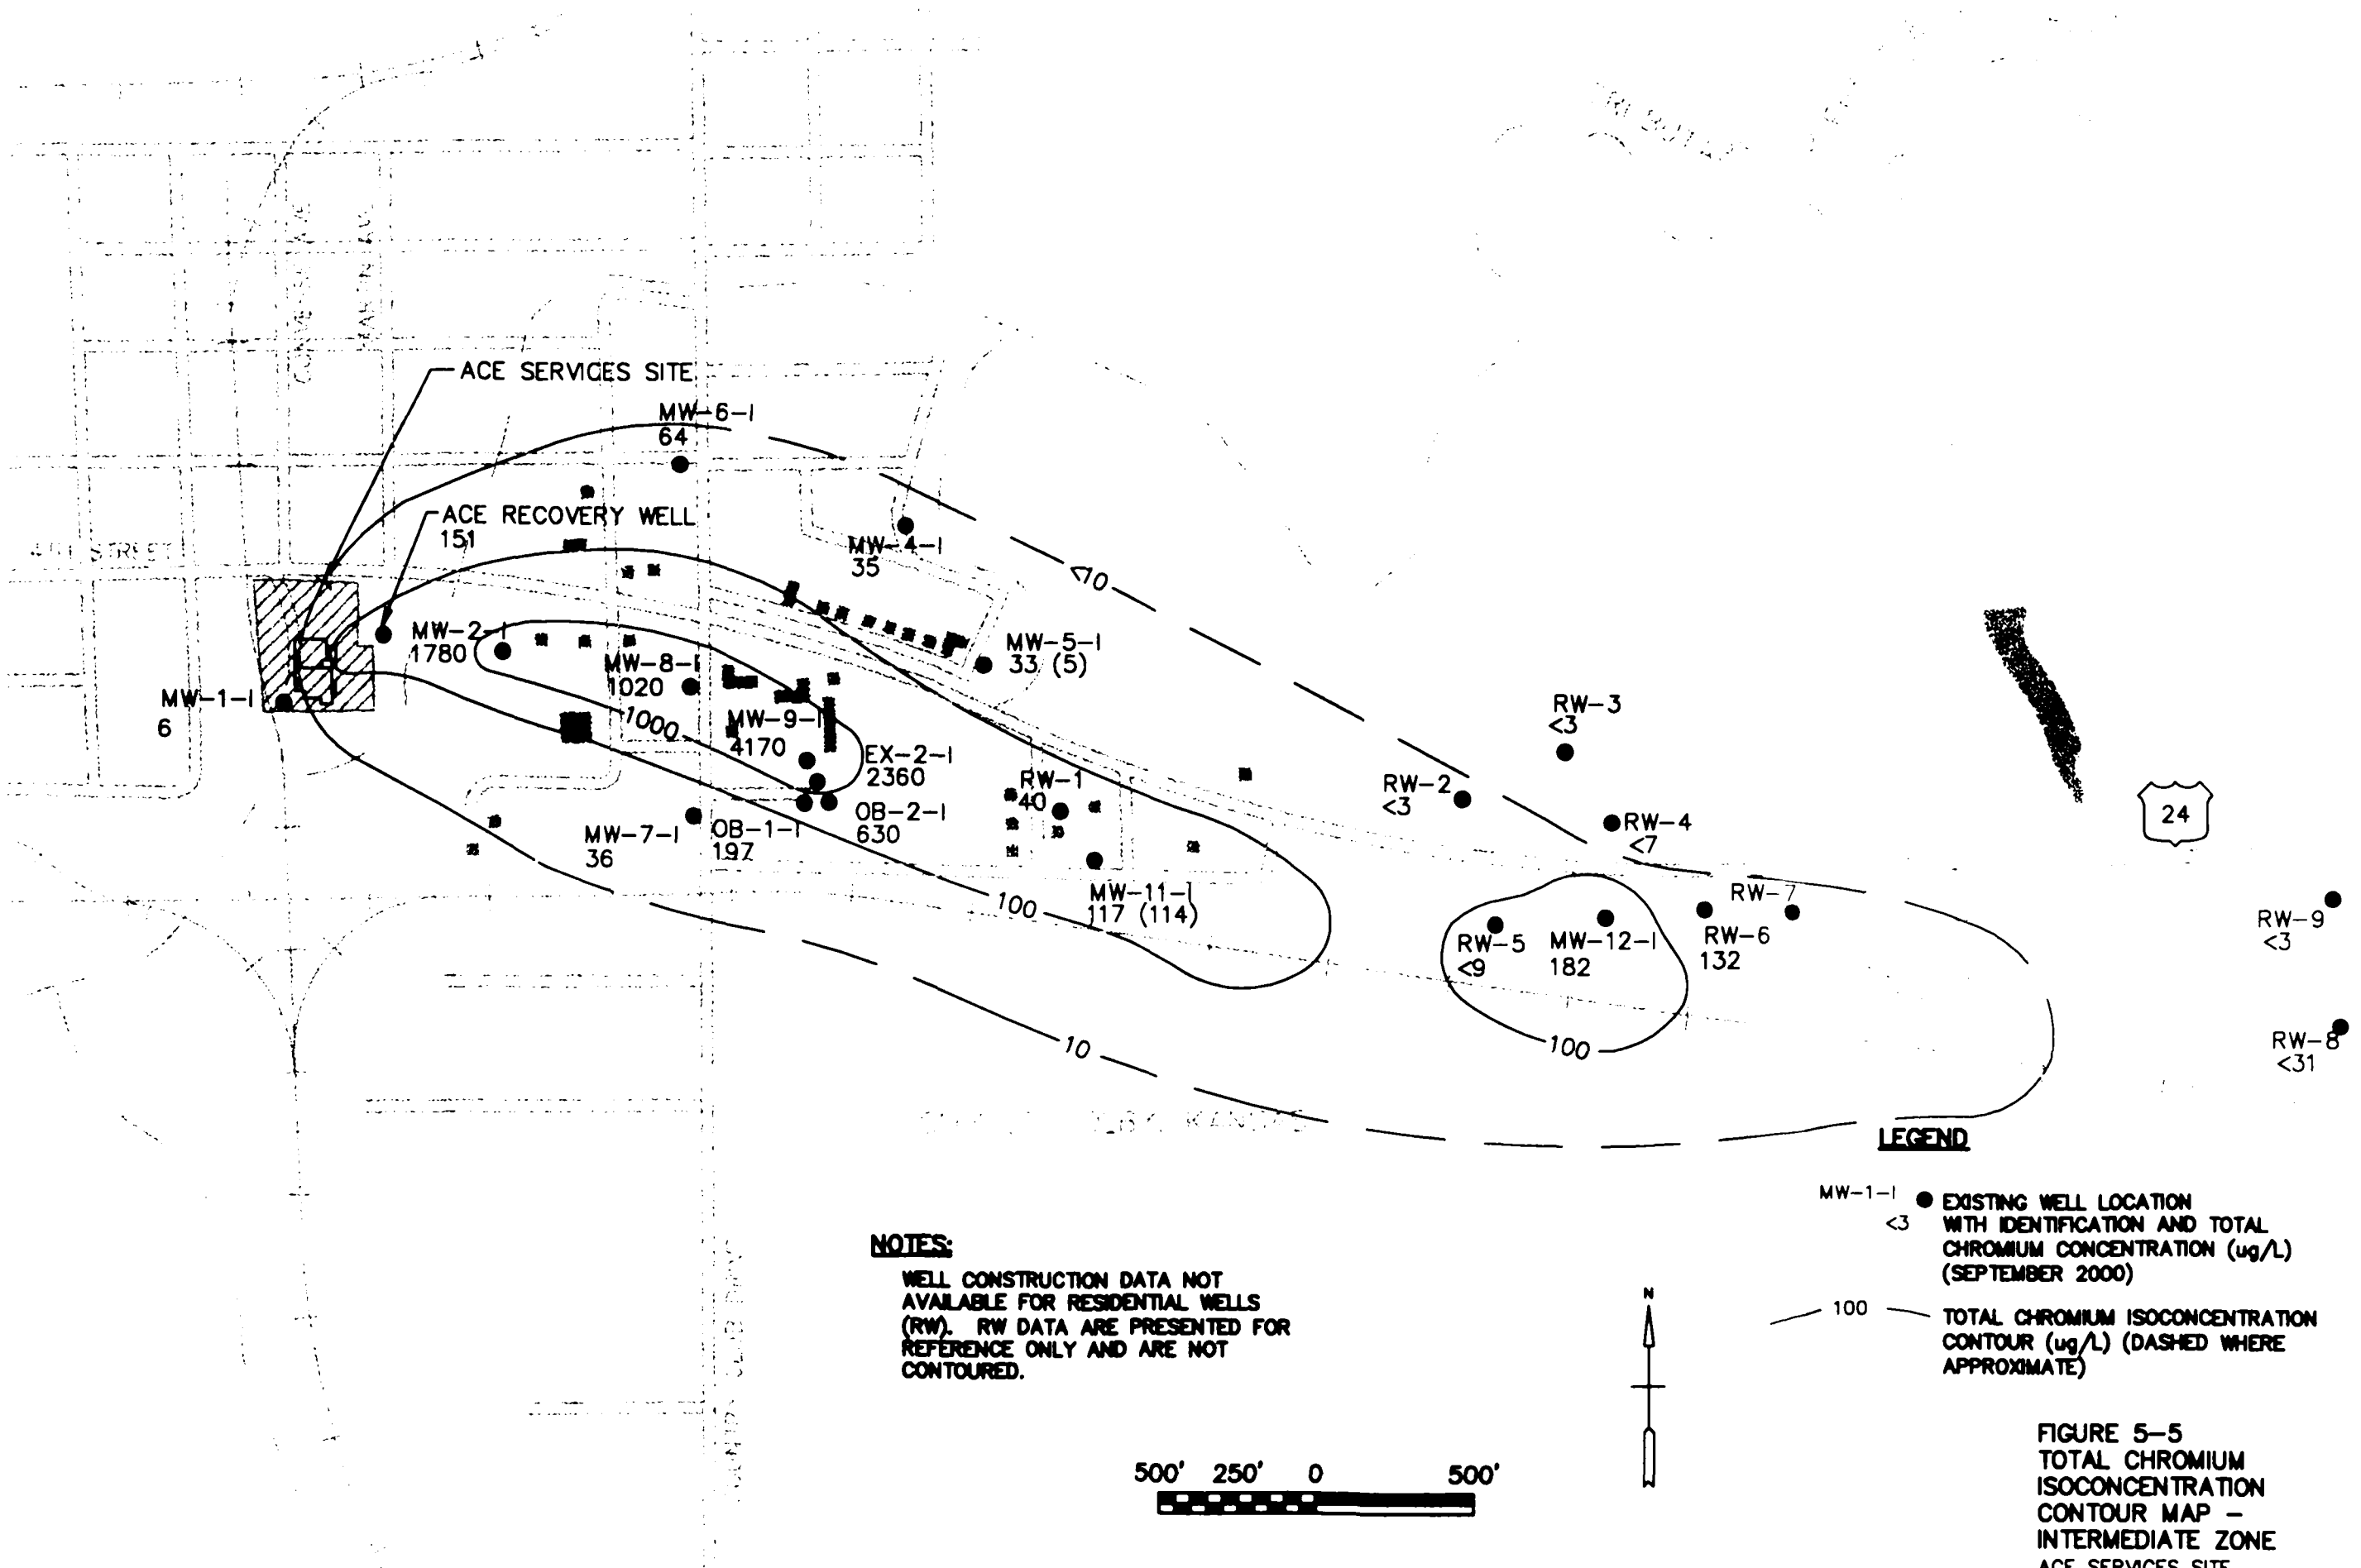 ACE SERVICES SITE
MW-6-I
64
ACE RECOVERY WELL
151
4TH STREET
MW-4-I
35
<10
MW-2-I
1780
MW-5-I
33 (5)
MW-8-I
1020
MW-1-I
6
1000
MW-9-I
4170
EX-2-I
2360
RW-3
<3
RW-2
<3
RW-1
40
24
OB-2-I
630
RW-4
<7
MW-7-I
36
OB-1-I
197
MW-11-I
117 (114)
100
RW-7
RW-5
<9
MW-12-I
182
RW-6
132
RW-9
<3
10
100
RW-8
<31
KANSAS
LEGEND
MW-1-I
<3
EXISTING WELL LOCATION
WITH IDENTIFICATION AND TOTAL
CHROMIUM CONCENTRATION (ug/L)
(SEPTEMBER 2000)
100
TOTAL CHROMIUM ISOCONCENTRATION
CONTOUR (ug/L) (DASHED WHERE
APPROXIMATE)
NOTES:
WELL CONSTRUCTION DATA NOT
AVAILABLE FOR RESIDENTIAL WELLS
(RW). RW DATA ARE PRESENTED FOR
REFERENCE ONLY AND ARE NOT
CONTOURED.
N
500' 250' 0 500'
FIGURE 5-5
TOTAL CHROMIUM
ISOCONCENTRATION
CONTOUR MAP -
INTERMEDIATE ZONE
ACE SERVICES SITE